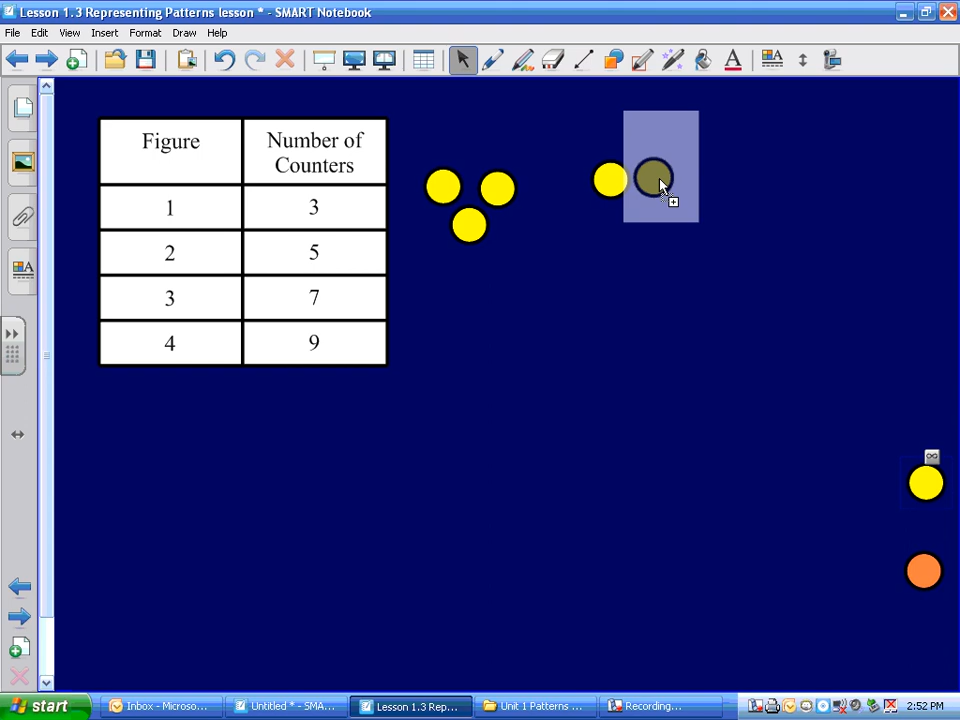 Lesson 1.3 Representing Patterns lesson * - SMART Notebook
File Edit View Insert Format Draw Help
Figure Number of
Counters
1 3
2 5
3 7
4 9
start Inbox - Microso... Untitled * - SMA... Lesson 1.3 Rep... Unit 1 Patterns ... Recording... 2:52 PM